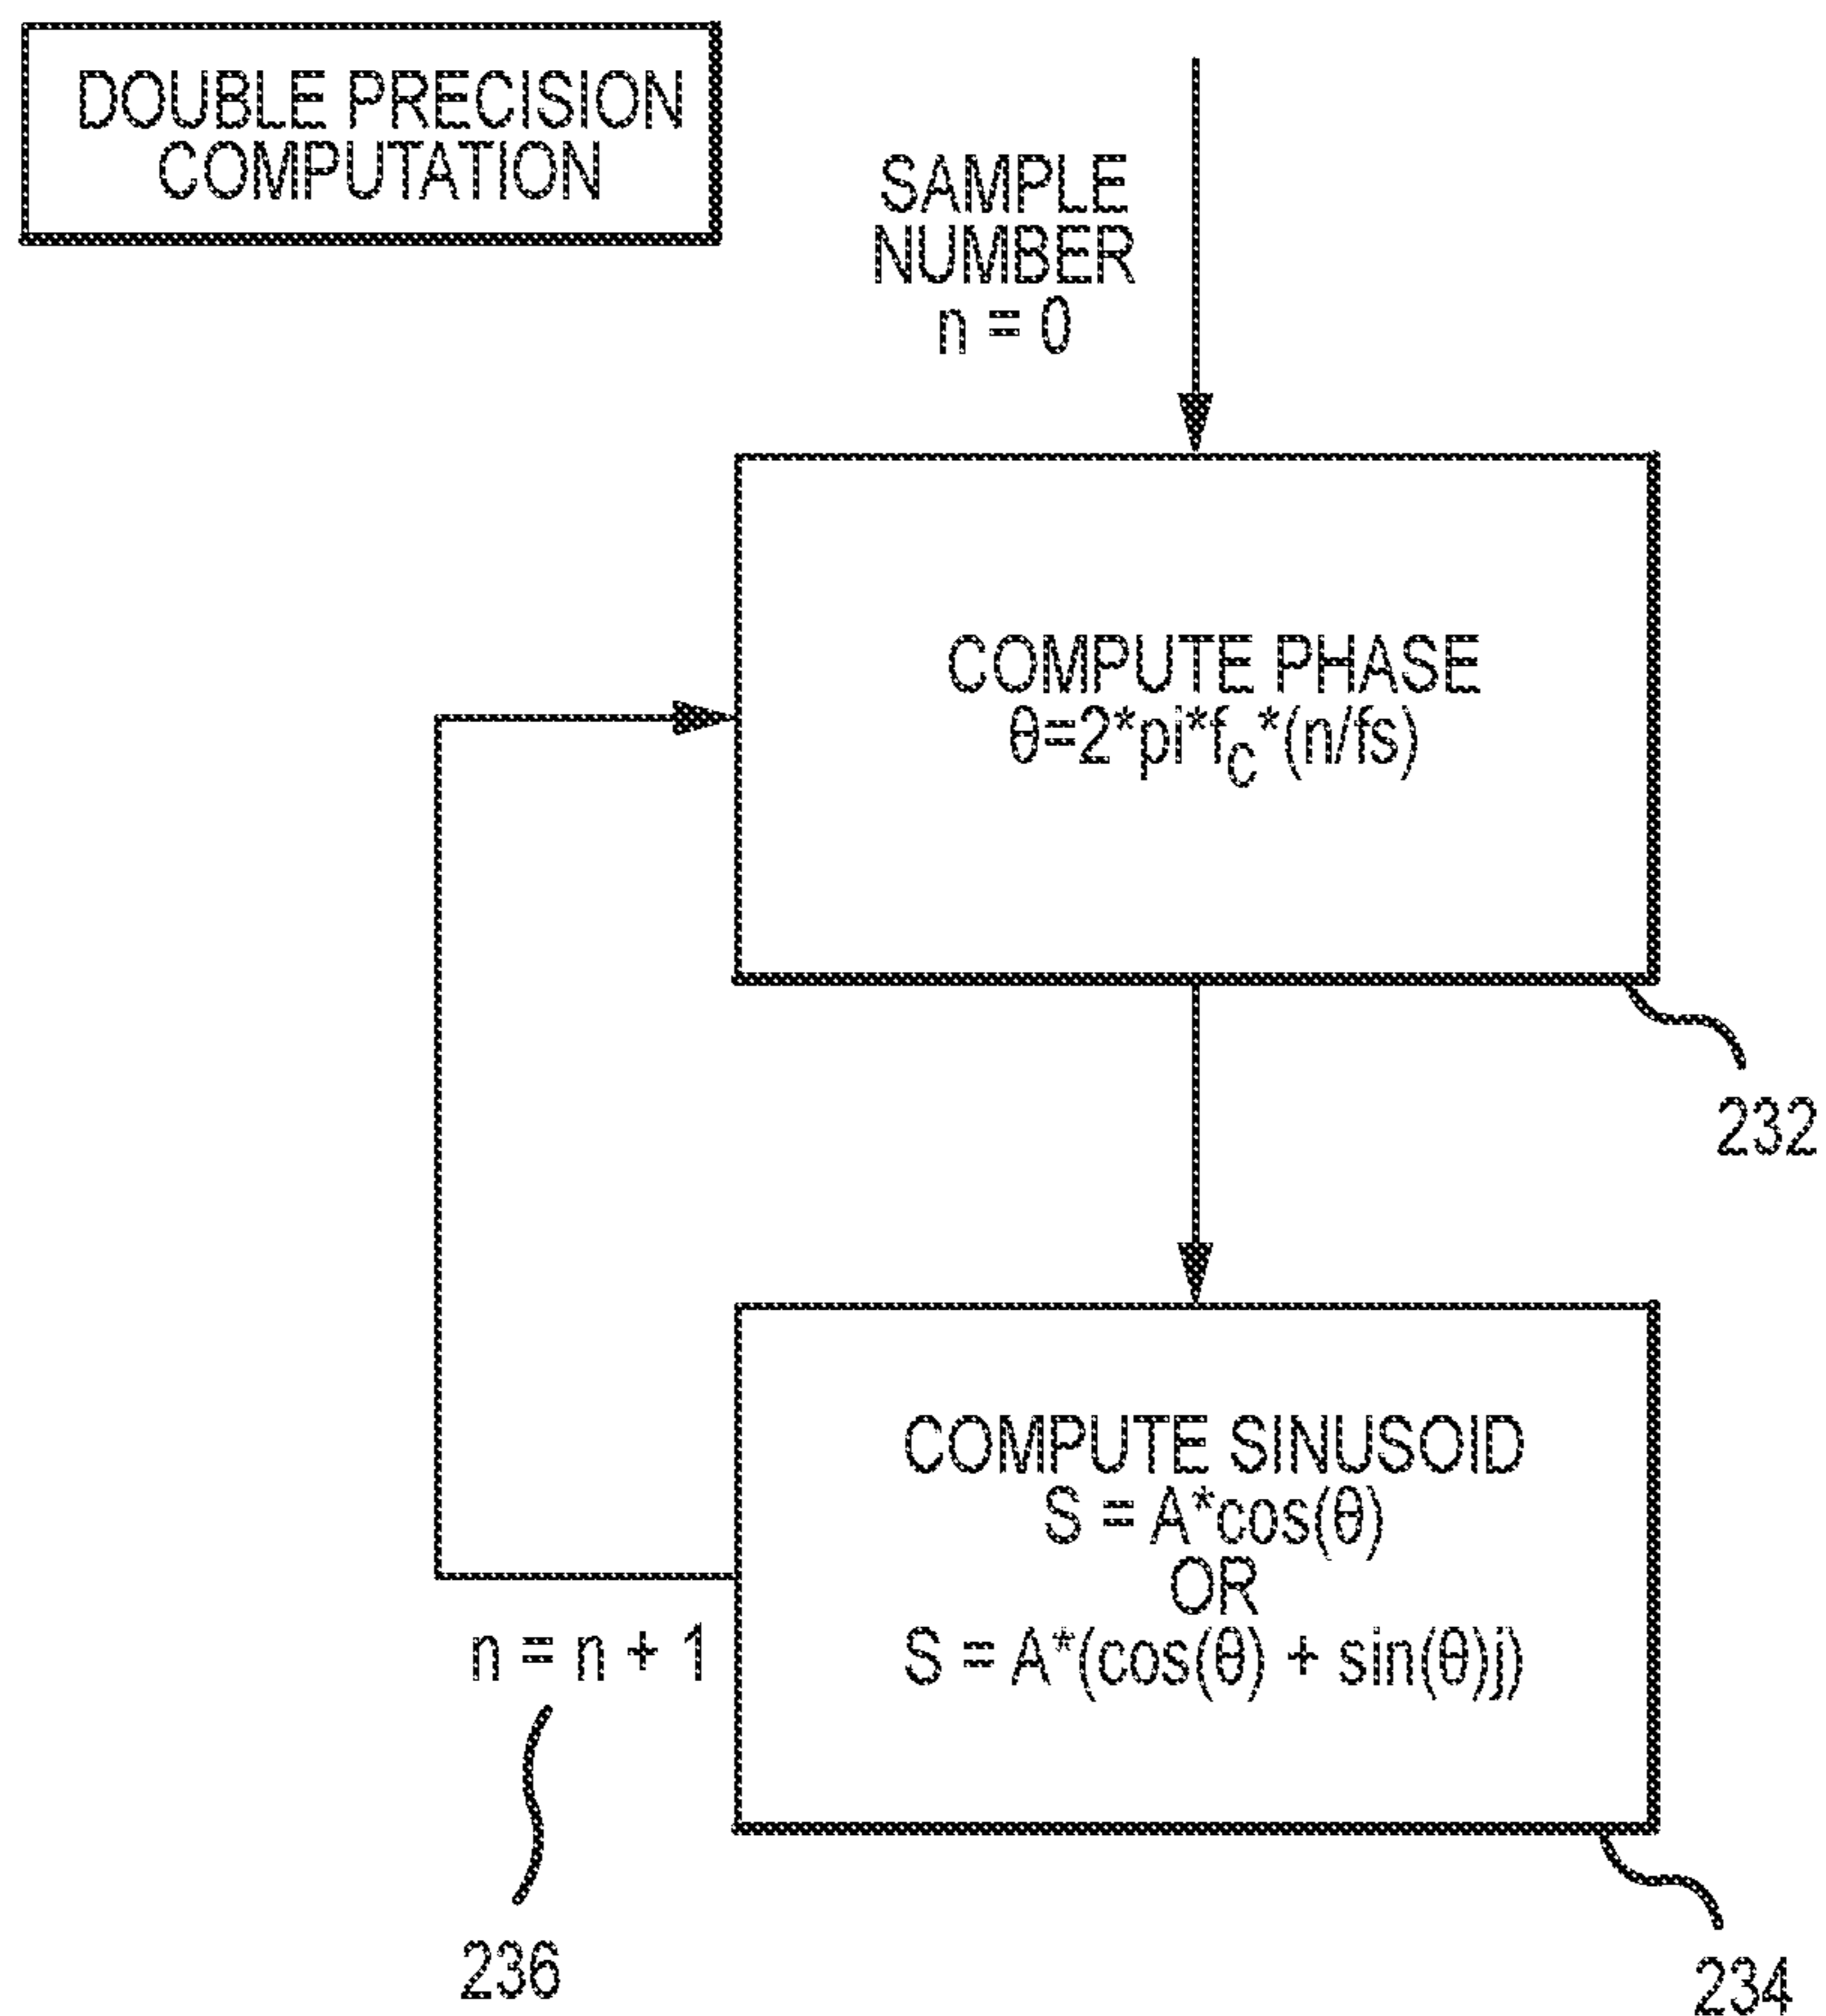 DOUBLE PRECISION
COMPUTATION
SAMPLE
NUMBER
n = 0
COMPUTE PHASE
θ=2*pi*fC*(n/fs)
232
COMPUTE SINUSOID
S = A*cos(θ)
OR
S = A*(cos(θ) + sin(θ)j)
n = n + 1
236
234